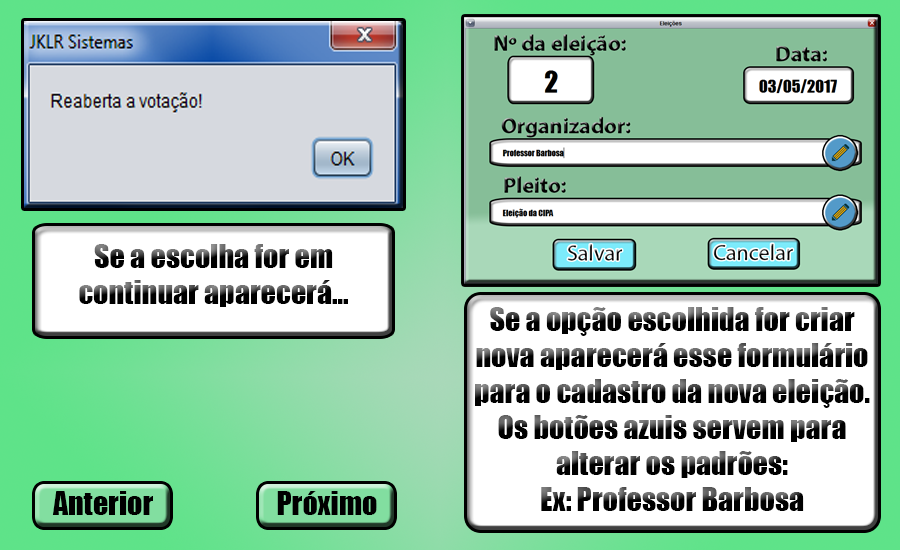 JKLR Sistemas
Reaberta a votação!
OK
Se a escolha for em
continuar aparecerá...
Anterior
Próximo
Eleições
Nº da eleição:
2
Data:
03/05/2017
Organizador:
Professor Barbosa
Pleito:
Eleição da CIPA
Salvar
Cancelar
Se a opção escolhida for criar
nova aparecerá esse formulário
para o cadastro da nova eleição.
Os botões azuis servem para
alterar os padrões:
Ex: Professor Barbosa